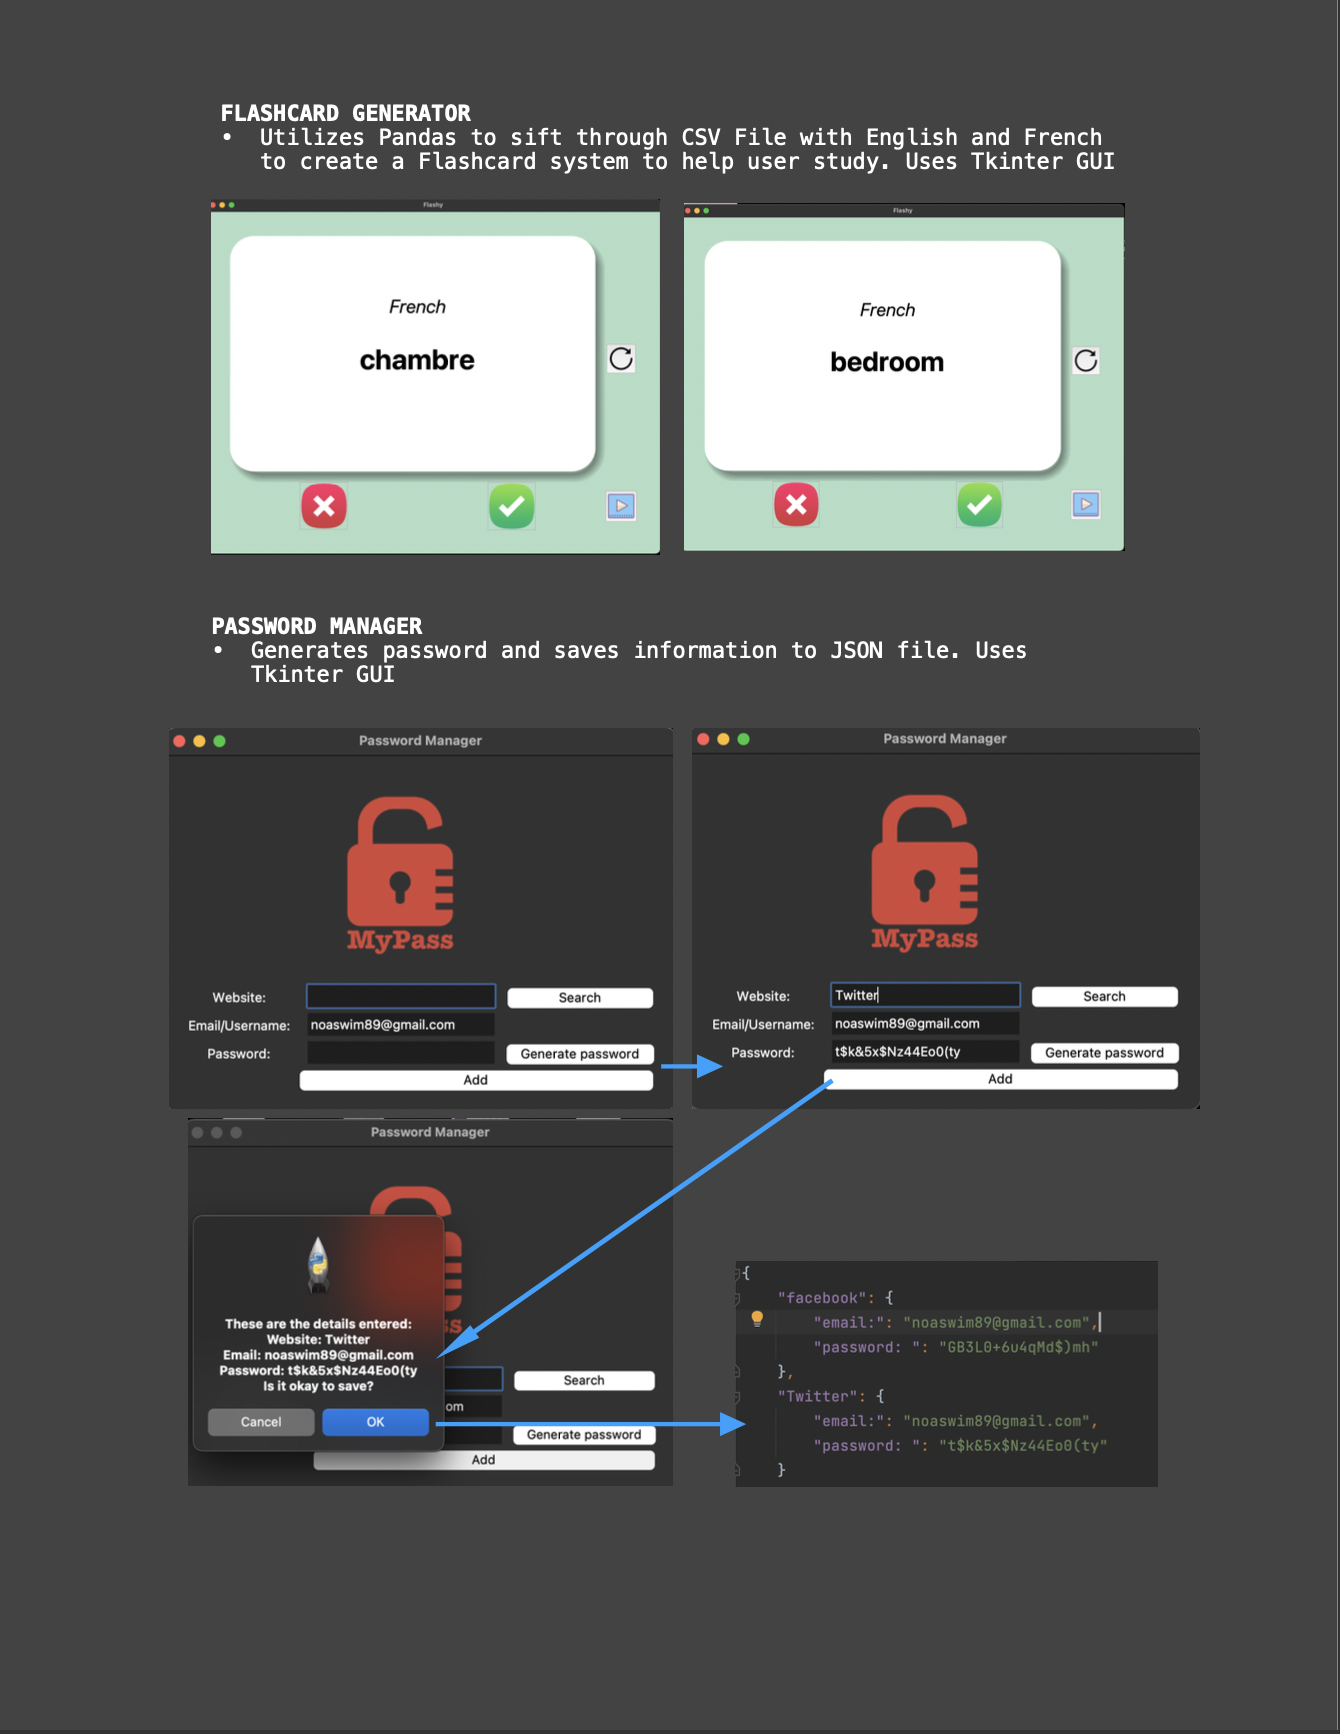 FLASHCARD GENERATOR
• Utilizes Pandas to sift through CSV File with English and French
to create a Flashcard system to help user study. Uses Tkinter GUI
Flashy
French
chambre
Flashy
French
bedroom
PASSWORD MANAGER
• Generates password and saves information to JSON file. Uses
Tkinter GUI
Password Manager
MyPass
Website:
Search
Email/Username: noaswim89@gmail.com
Password:
Generate password
Add
Password Manager
MyPass
Website: Twitter
Search
Email/Username: noaswim89@gmail.com
Password: t$k&5x$Nz44Eo0(ty
Generate password
Add
Password Manager
ss
These are the details entered:
Website: Twitter
Email: noaswim89@gmail.com
Password: t$k&5x$Nz44Eo0(ty
Is it okay to save?
Cancel
OK
Search
om
Generate password
Add
{
"facebook": {
"email:": "noaswim89@gmail.com",
"password: ": "GB3L0+6u4qMd$)mh"
},
"Twitter": {
"email:": "noaswim89@gmail.com",
"password: ": "t$k&5x$Nz44Eo0(ty"
}